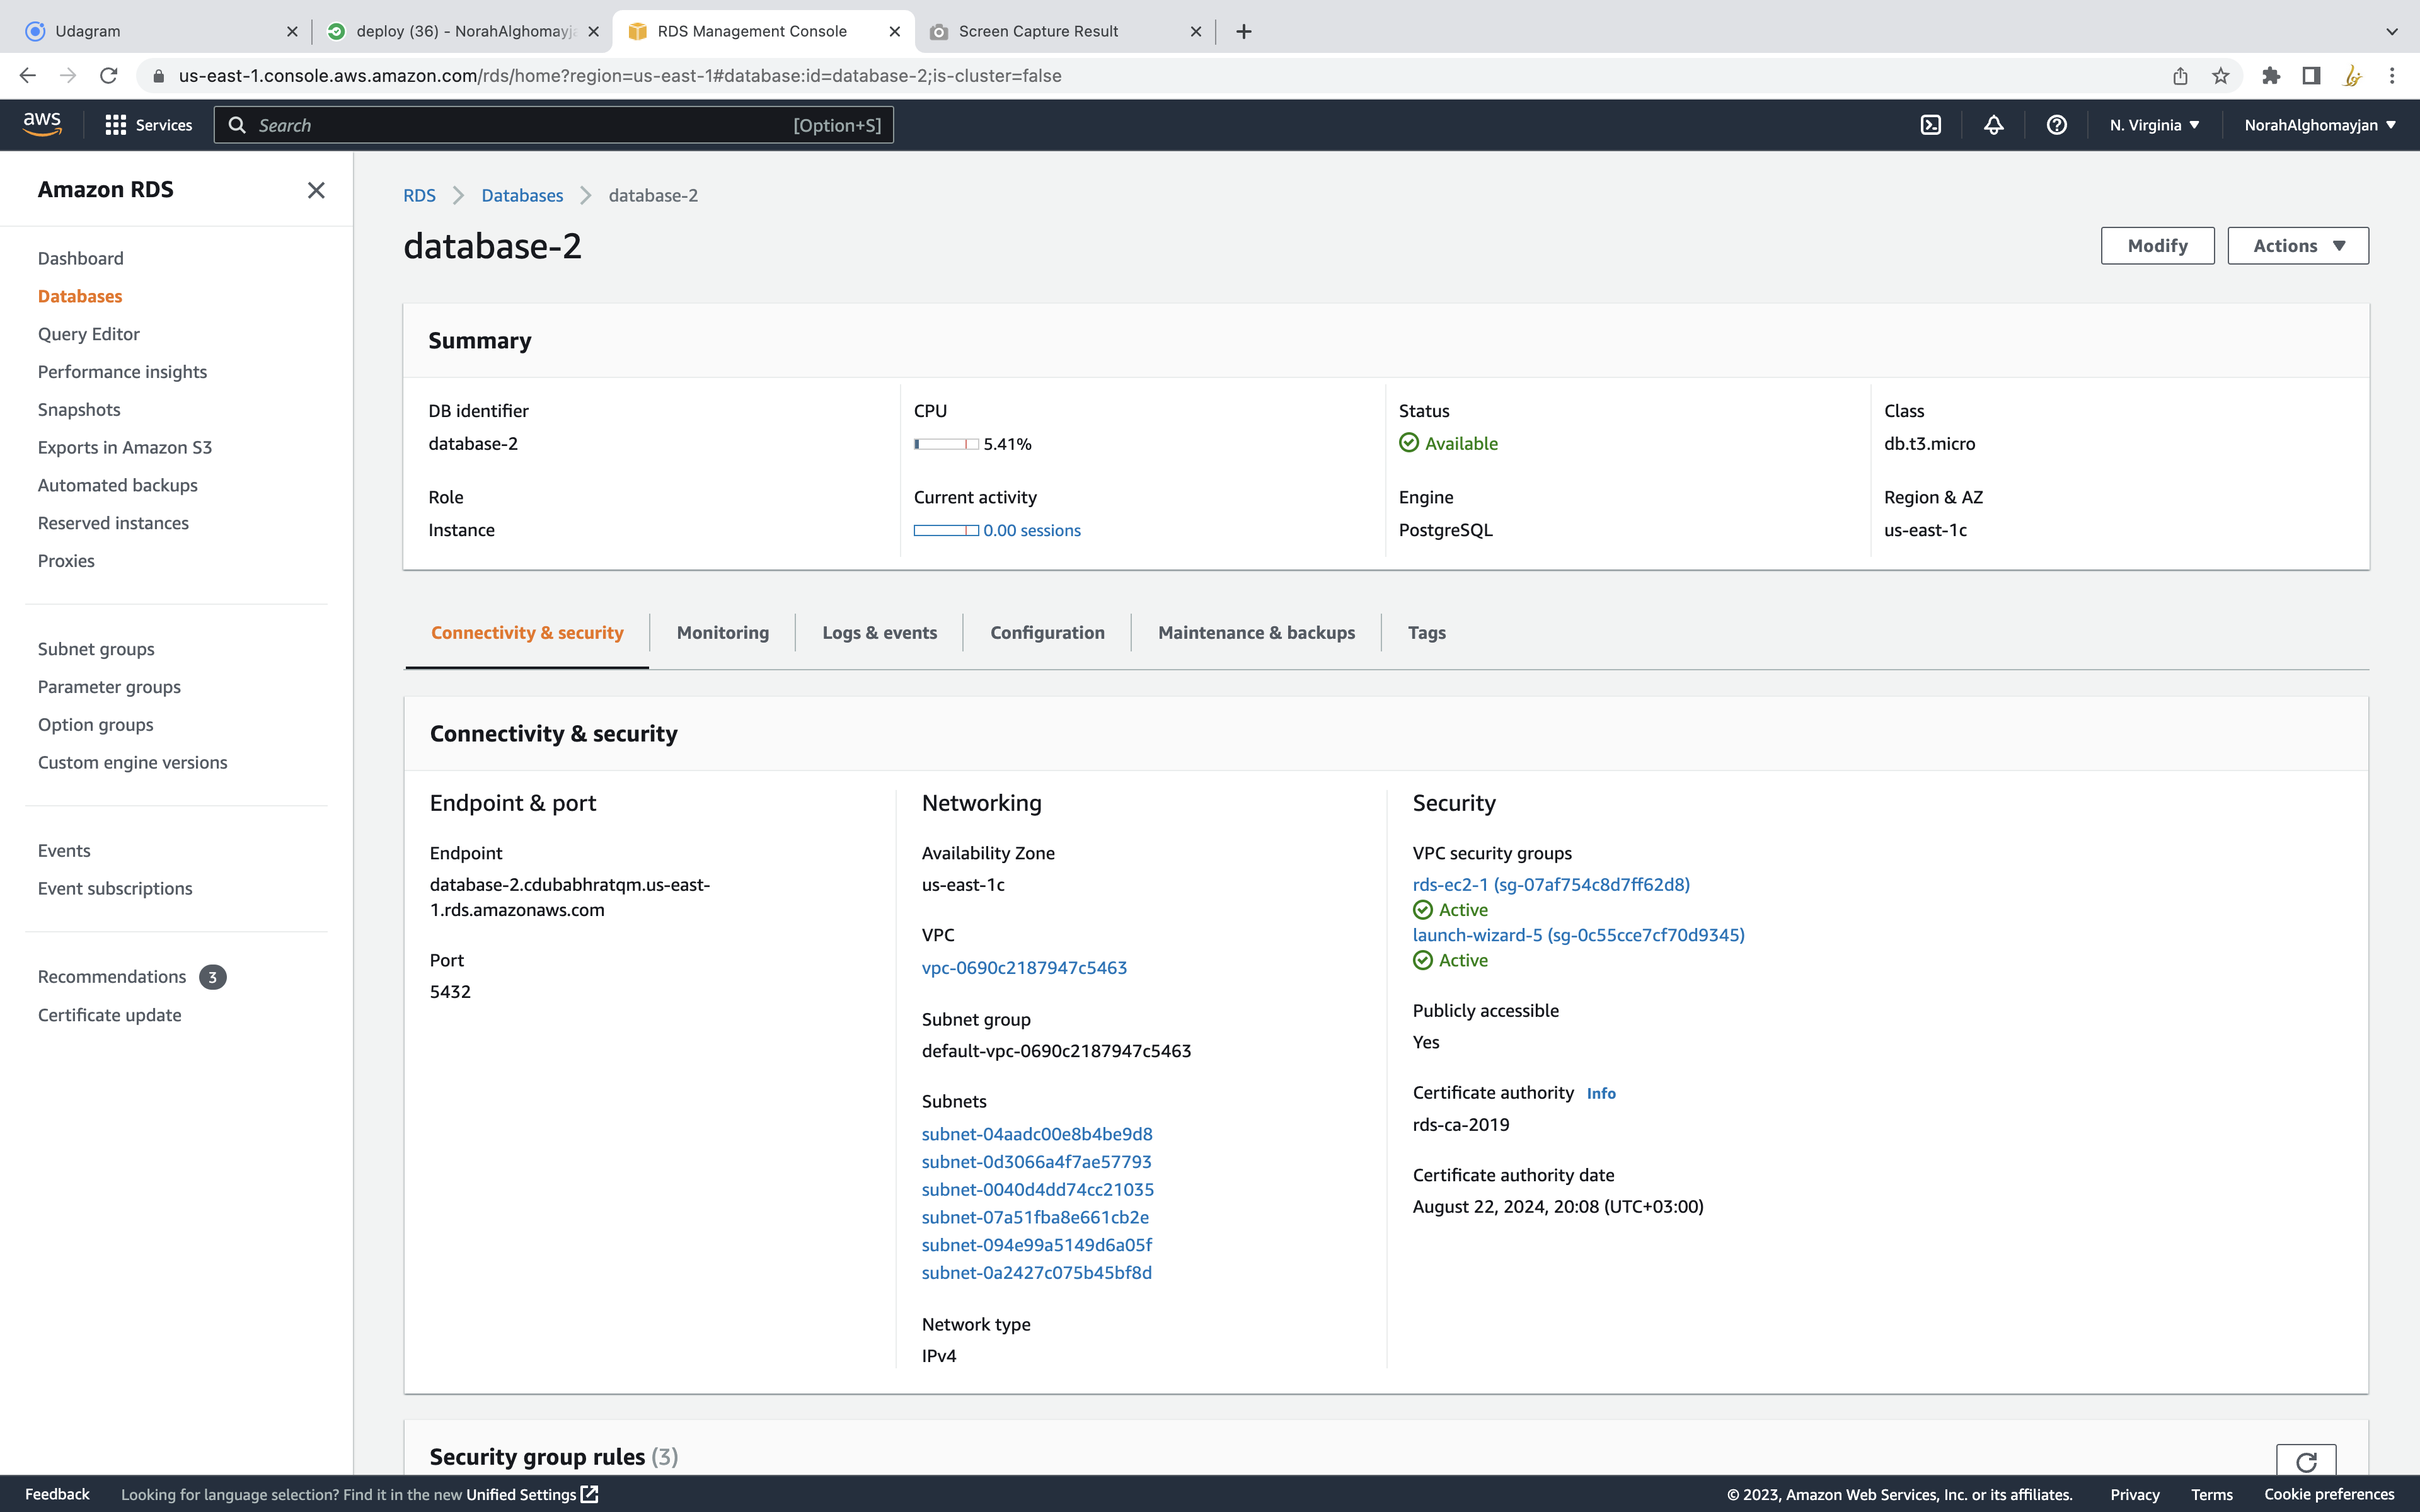 Udagram
deploy (36) - NorahAlghomayja
RDS Management Console
Screen Capture Result
us-east-1.console.aws.amazon.com/rds/home?region=us-east-1#database:id=database-2;is-cluster=false
aws
Services
Search
[Option+S]
N. Virginia
NorahAlghomayjan
Amazon RDS
Dashboard
Databases
Query Editor
Performance insights
Snapshots
Exports in Amazon S3
Automated backups
Reserved instances
Proxies
Subnet groups
Parameter groups
Option groups
Custom engine versions
Events
Event subscriptions
Recommendations 3
Certificate update
RDS
Databases
database-2
database-2
Modify
Actions
Summary
DB identifier
database-2
CPU
5.41%
Status
Available
Class
db.t3.micro
Role
Instance
Current activity
0.00 sessions
Engine
PostgreSQL
Region & AZ
us-east-1c
Connectivity & security
Monitoring
Logs & events
Configuration
Maintenance & backups
Tags
Connectivity & security
Endpoint & port
Endpoint
database-2.cdubabhratqm.us-east-
1.rds.amazonaws.com
Port
5432
Networking
Availability Zone
us-east-1c
VPC
vpc-0690c2187947c5463
Subnet group
default-vpc-0690c2187947c5463
Subnets
subnet-04aadc00e8b4be9d8
subnet-0d3066a4f7ae57793
subnet-0040d4dd74cc21035
subnet-07a51fba8e661cb2e
subnet-094e99a5149d6a05f
subnet-0a2427c075b45bf8d
Network type
IPv4
Security
VPC security groups
rds-ec2-1 (sg-07af754c8d7ff62d8)
Active
launch-wizard-5 (sg-0c55cce7cf70d9345)
Active
Publicly accessible
Yes
Certificate authority Info
rds-ca-2019
Certificate authority date
August 22, 2024, 20:08 (UTC+03:00)
Security group rules (3)
Feedback
Looking for language selection? Find it in the new Unified Settings
© 2023, Amazon Web Services, Inc. or its affiliates.
Privacy
Terms
Cookie preferences